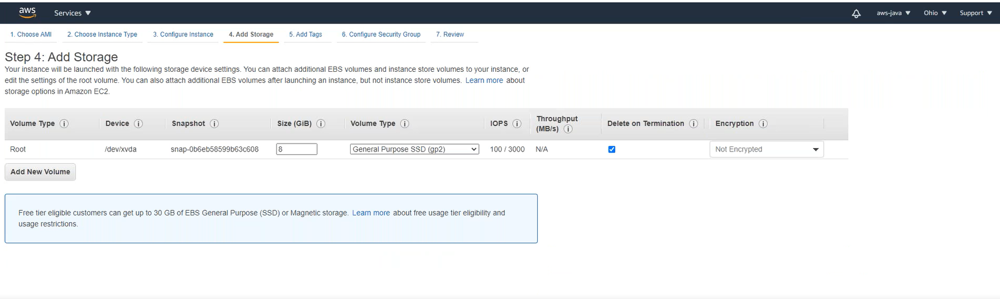 aws Services aws-java Ohio Support
1. Choose AMI 2. Choose Instance Type 3. Configure Instance 4. Add Storage 5. Add Tags 6. Configure Security Group 7. Review
Step 4: Add Storage
Your instance will be launched with the following storage device settings. You can attach additional EBS volumes and instance store volumes to your instance, or
edit the settings of the root volume. You can also attach additional EBS volumes after launching an instance, but not instance store volumes. Learn more about
storage options in Amazon EC2.
Volume Type i Device i Snapshot i Size (GiB) i Volume Type i IOPS i Throughput (MB/s) i Delete on Termination i Encryption i
Root /dev/xvda snap-0b6eb58599b63c608 8 General Purpose SSD (gp2) 100 / 3000 N/A Not Encrypted
Add New Volume
Free tier eligible customers can get up to 30 GB of EBS General Purpose (SSD) or Magnetic storage. Learn more about free usage tier eligibility and
usage restrictions.